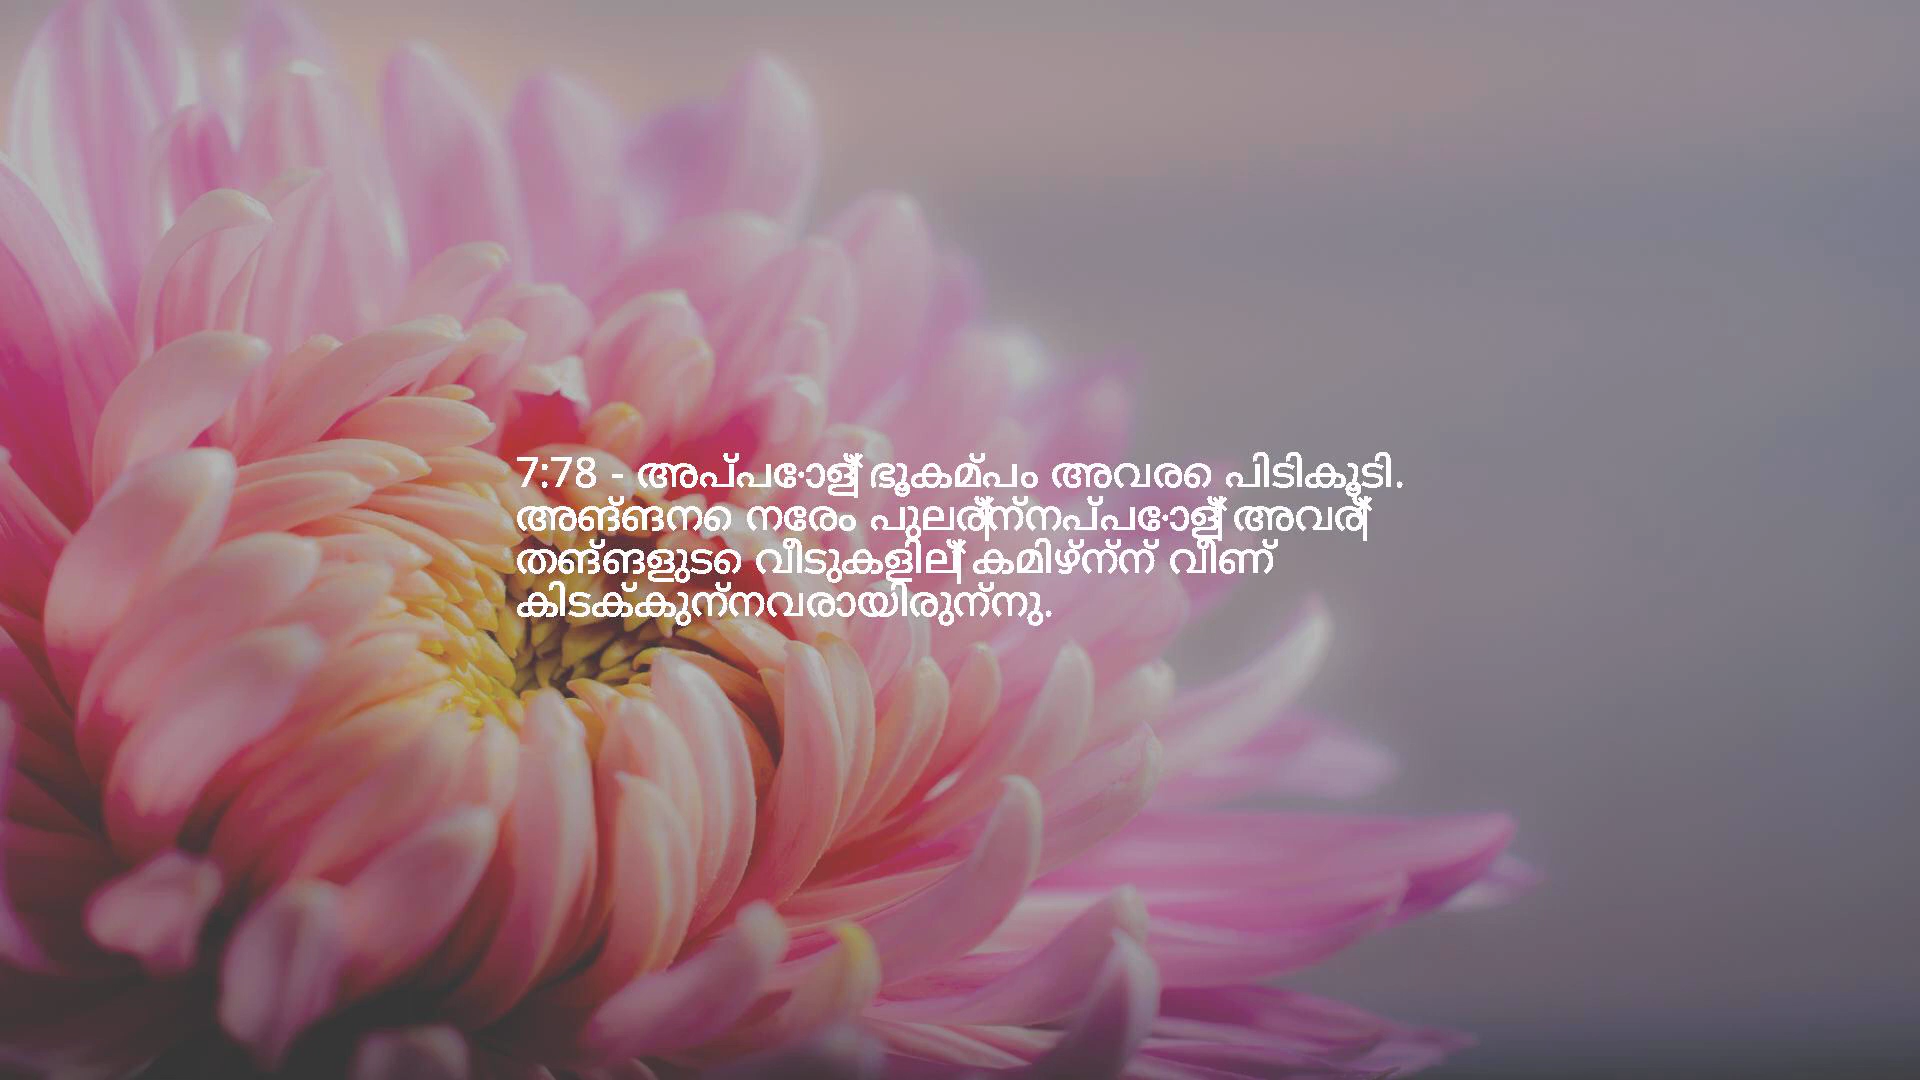 7:78 - അപ്പോള്‍ ഭൂകമ്പം അവരെ പിടികൂടി.
അങ്ങനെ നേരം പുലര്‍ന്നപ്പോള്‍ അവര്‍
തങ്ങളുടെ വീടുകളില്‍ കമിഴ്ന്ന് വീണ്
കിടക്കുന്നവരായിരുന്നു.